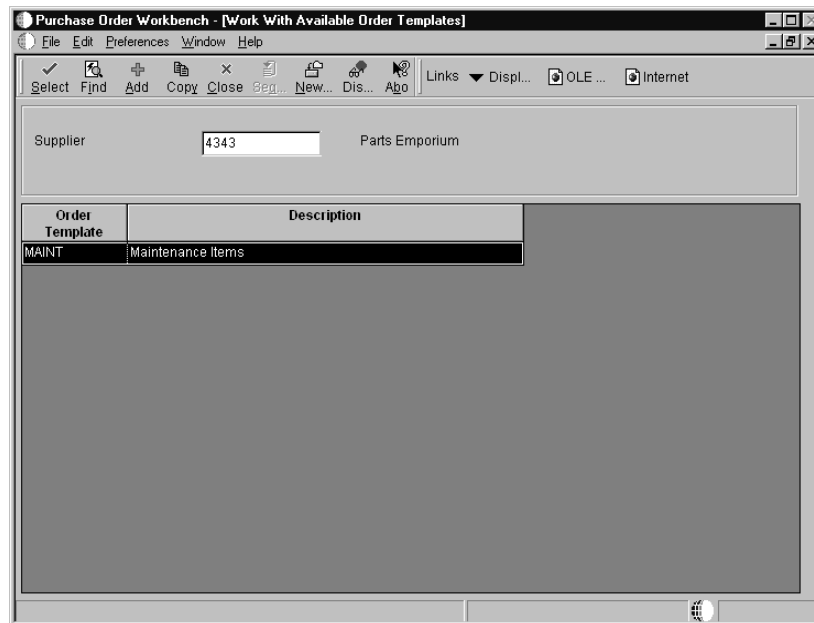 Purchase Order Workbench - [Work With Available Order Templates]
File Edit Preferences Window Help
Select Find Add Copy Close Seq... New... Dis... Abo Links Displ... OLE ... Internet
Supplier 4343 Parts Emporium
Order Template Description
MAINT Maintenance Items